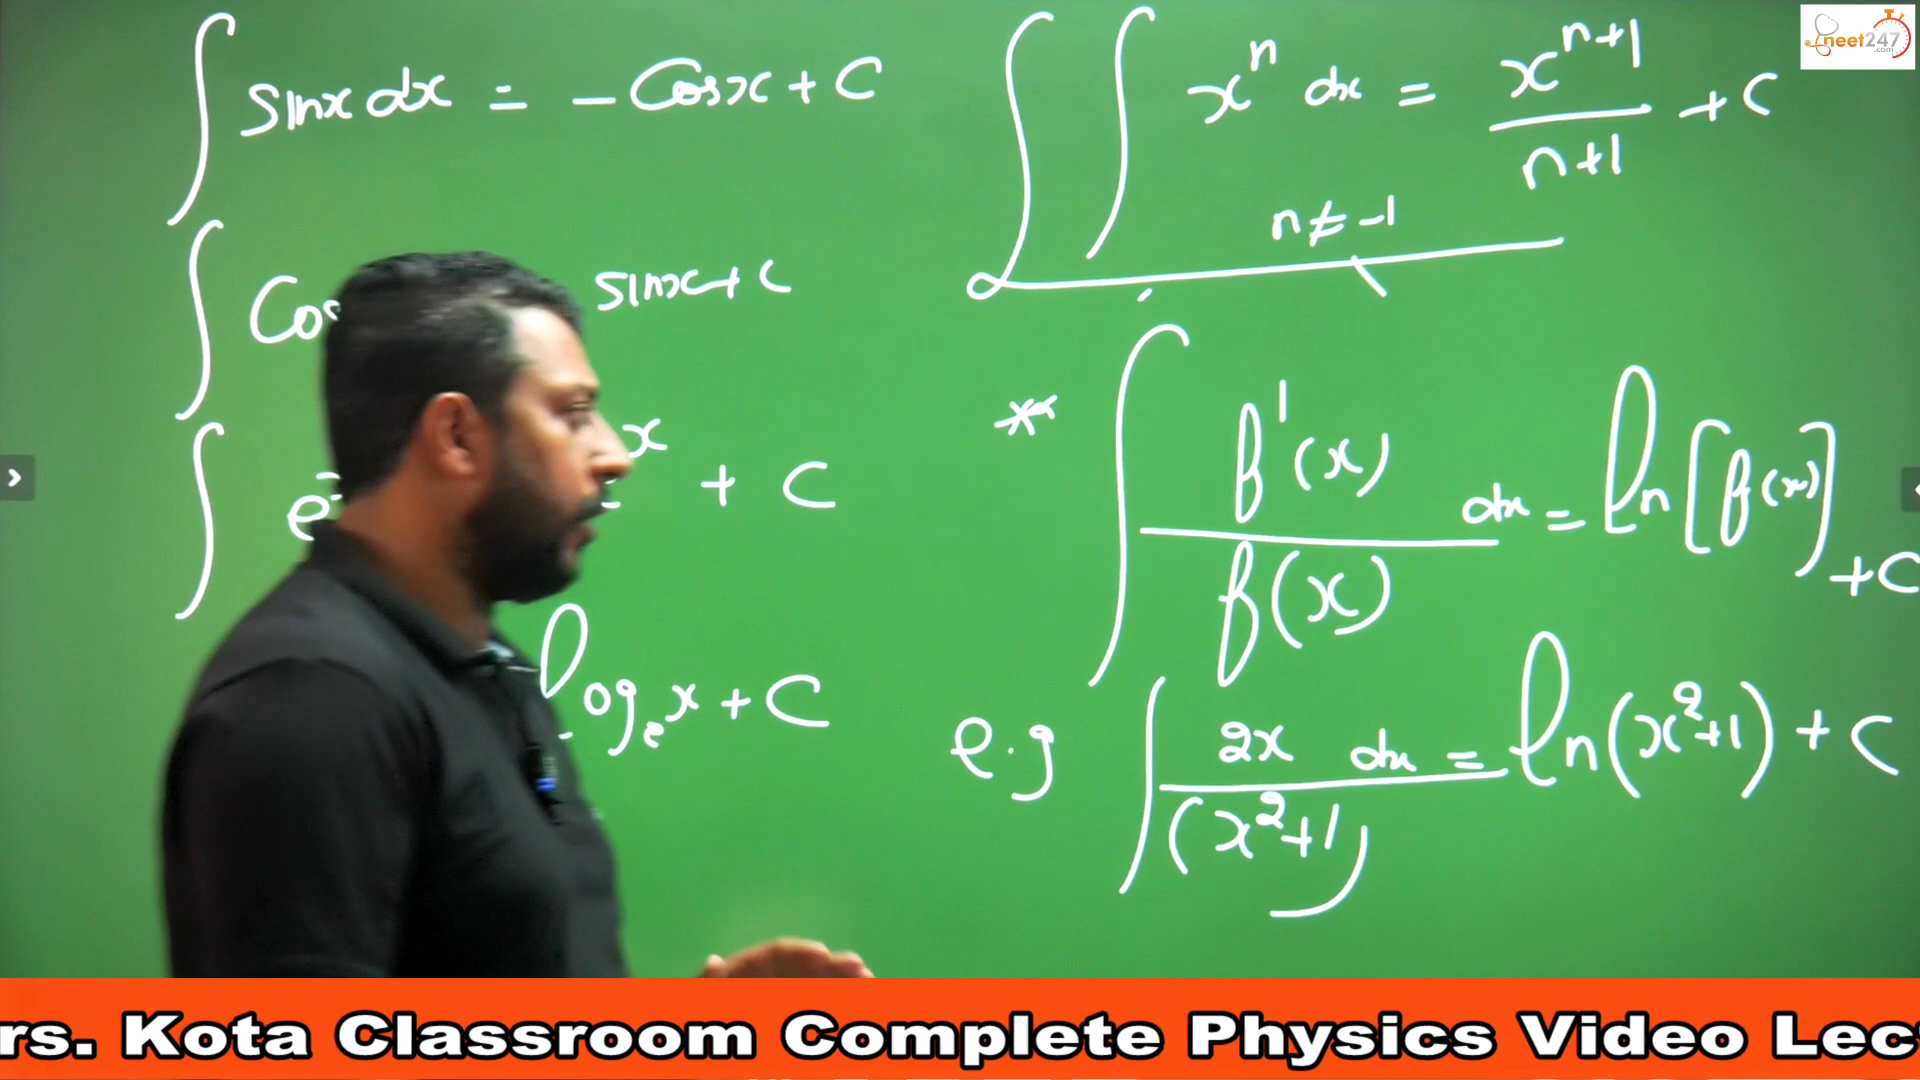 ∫ sinx dx = - Cosx + C
∫ Cos sinx + C
∫ e x + C
log_e x + C
∫ x^n dx = x^(n+1)/(n+1) + C
n ≠ -1
* ∫ f'(x)/f(x) dx = ln [f(x)] + C
e.g ∫ 2x dx/(x²+1) = ln(x²+1) + C
neet247
.com
rs. Kota Classroom Complete Physics Video Lec